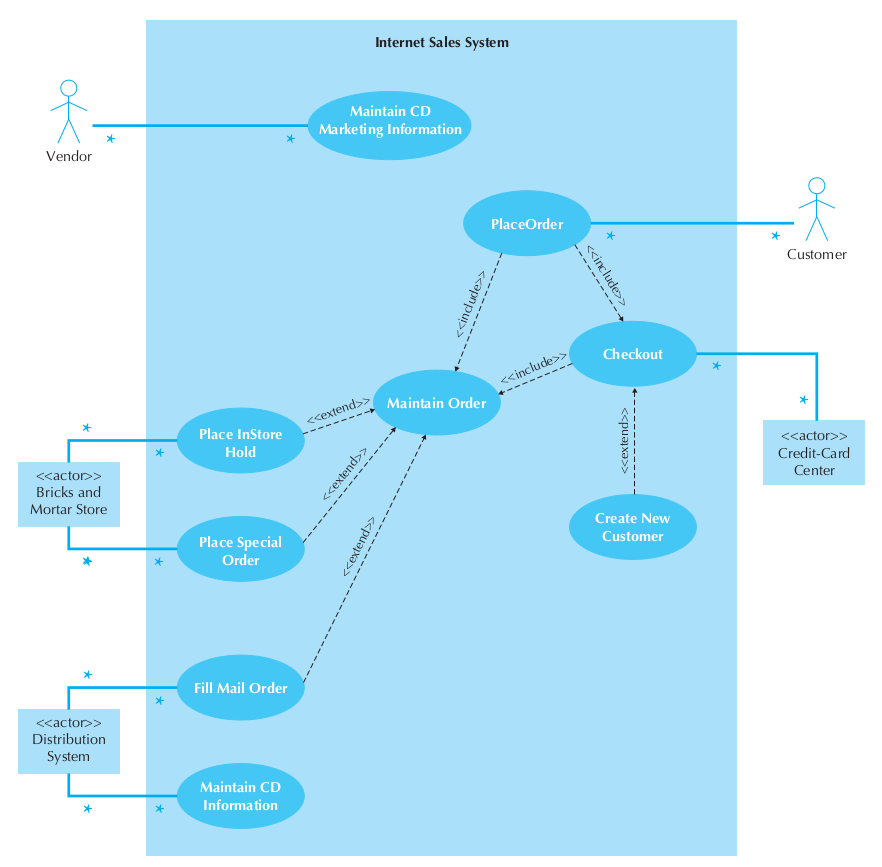 Internet Sales System
Maintain CD
Marketing Information
*
*
Vendor
PlaceOrder
*
*
Customer
<<include>>
<<include>>
<<include>>
Checkout
*
*
<<actor>>
Credit-Card
Center
Maintain Order
<<extend>>
Place InStore
Hold
*
*
<<actor>>
Bricks and
Mortar Store
<<extend>>
<<extend>>
Create New
Customer
Place Special
Order
*
*
<<extend>>
Fill Mail Order
*
*
<<actor>>
Distribution
System
Maintain CD
Information
*
*